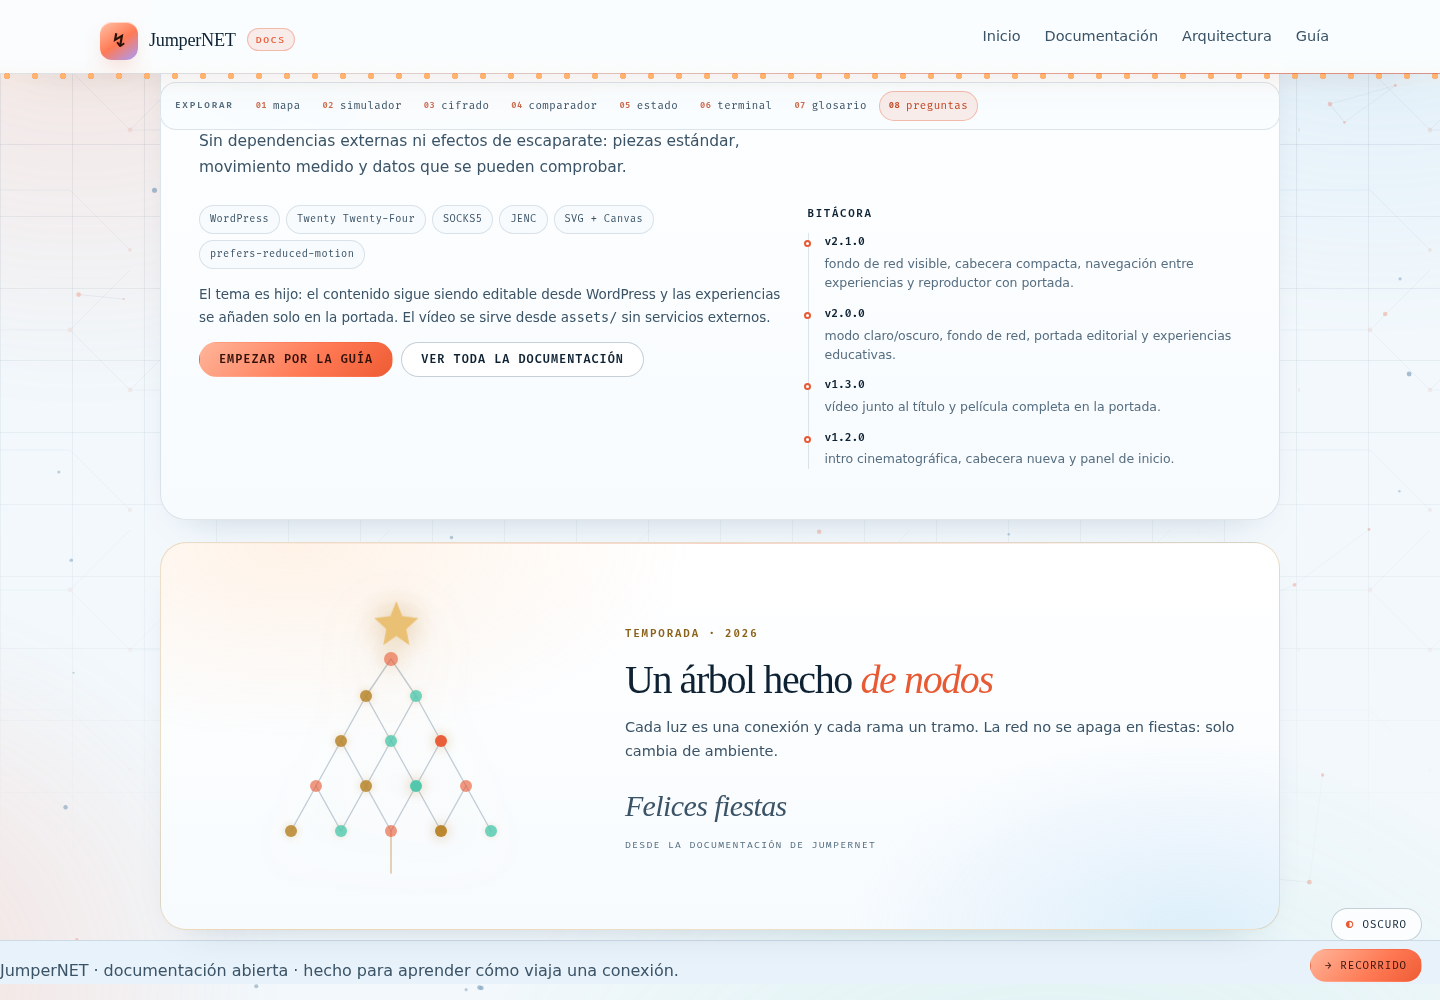 JumperNET DOCS
Inicio Documentación Arquitectura Guía
EXPLORAR 01 mapa 02 simulador 03 cifrado 04 comparador 05 estado 06 terminal 07 glosario 08 preguntas
Sin dependencias externas ni efectos de escaparate: piezas estándar,
movimiento medido y datos que se pueden comprobar.
WordPress Twenty Twenty-Four SOCKS5 JENC SVG + Canvas
prefers-reduced-motion
El tema es hijo: el contenido sigue siendo editable desde WordPress y las experiencias
se añaden solo en la portada. El vídeo se sirve desde assets/ sin servicios externos.
EMPEZAR POR LA GUÍA VER TODA LA DOCUMENTACIÓN
BITÁCORA
v2.1.0
fondo de red visible, cabecera compacta, navegación entre
experiencias y reproductor con portada.
v2.0.0
modo claro/oscuro, fondo de red, portada editorial y experiencias
educativas.
v1.3.0
vídeo junto al título y película completa en la portada.
v1.2.0
intro cinematográfica, cabecera nueva y panel de inicio.
TEMPORADA · 2026
Un árbol hecho de nodos
Cada luz es una conexión y cada rama un tramo. La red no se apaga en fiestas: solo
cambia de ambiente.
Felices fiestas
DESDE LA DOCUMENTACIÓN DE JUMPERNET
OSCURO
→ RECORRIDO
JumperNET · documentación abierta · hecho para aprender cómo viaja una conexión.